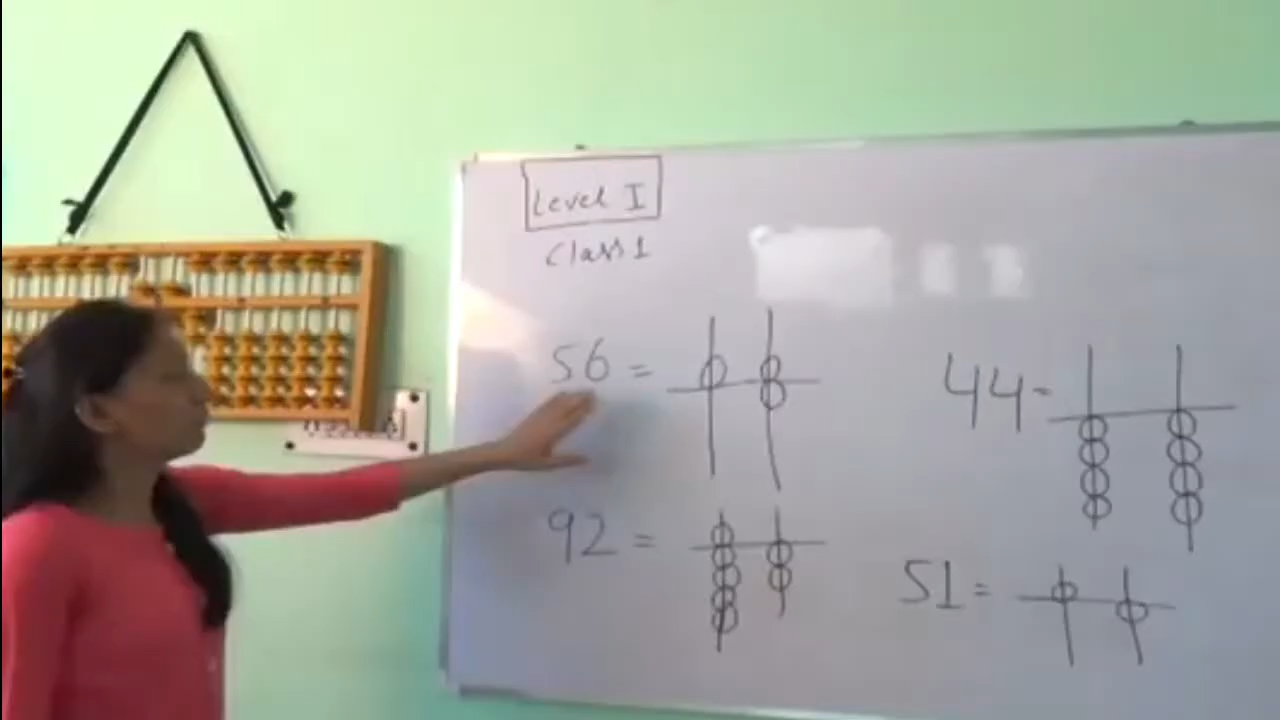 Level I
Class 1
56 =
44 -
92 =
51 =